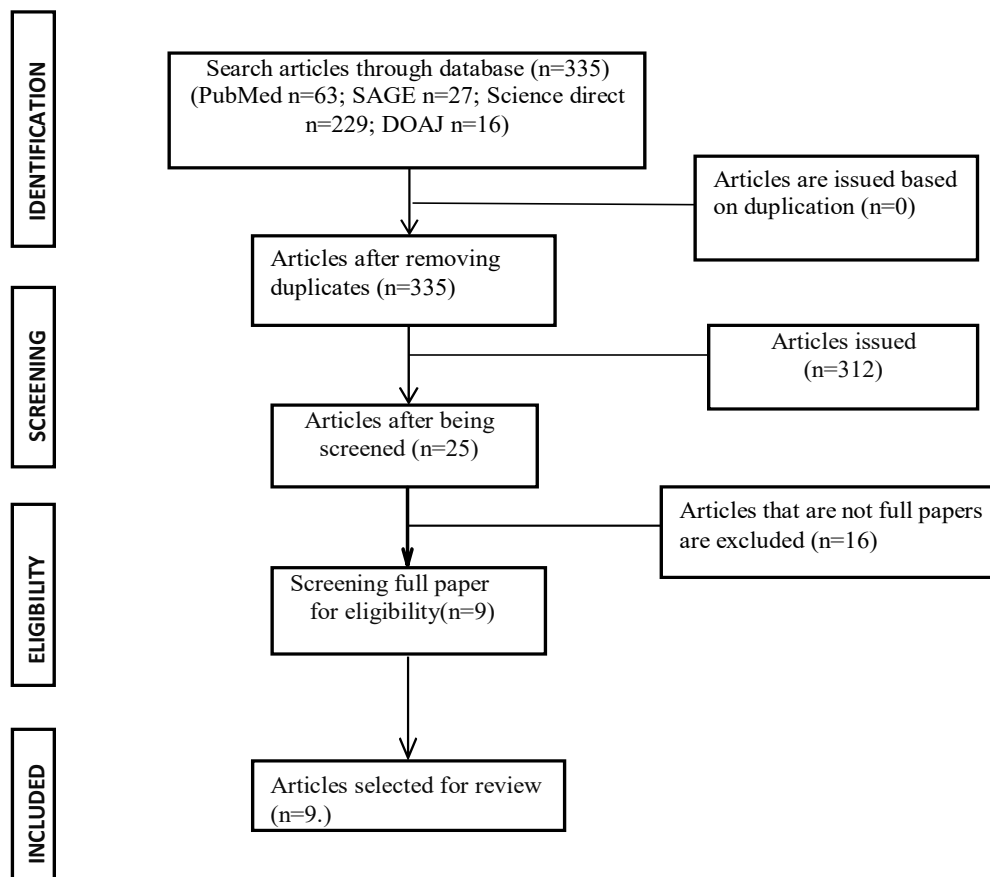 IDENTIFICATION
Search articles through database (n=335)
(PubMed n=63; SAGE n=27; Science direct
n=229; DOAJ n=16)
Articles are issued based
on duplication (n=0)
Articles after removing
duplicates (n=335)
SCREENING
Articles issued
(n=312)
Articles after being
screened (n=25)
ELIGIBILITY
Articles that are not full papers
are excluded (n=16)
Screening full paper
for eligibility(n=9)
INCLUDED
Articles selected for review
(n=9.)